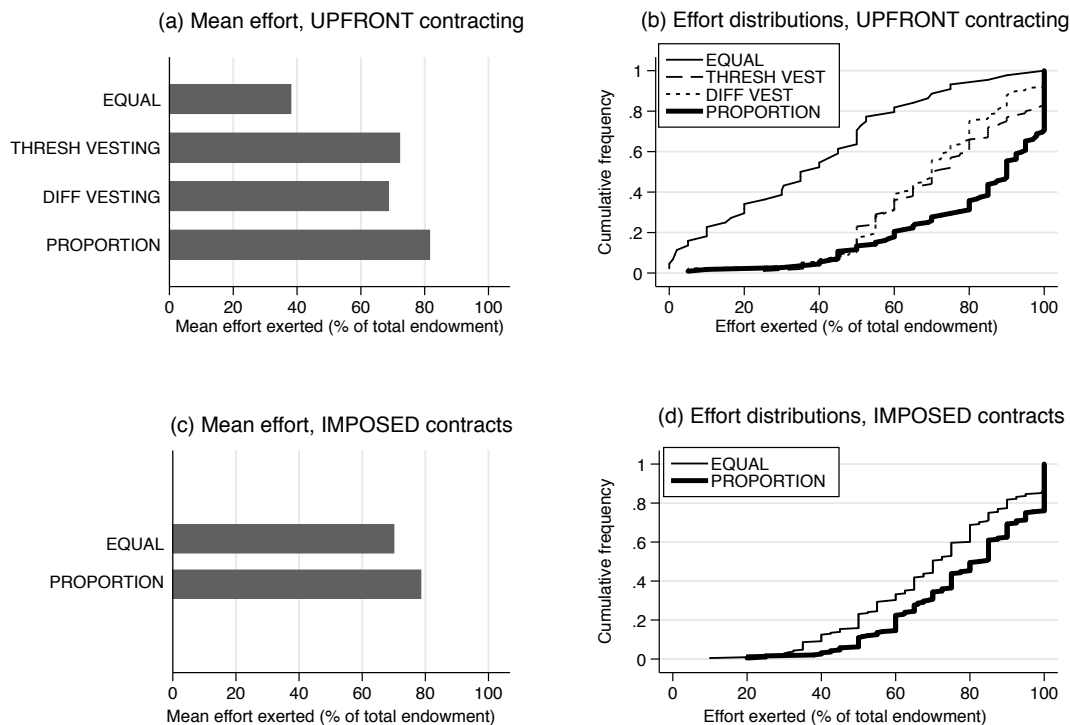 (a) Mean effort, UPFRONT contracting
EQUAL
THRESH VESTING
DIFF VESTING
PROPORTION
0 20 40 60 80 100
Mean effort exerted (% of total endowment)
(b) Effort distributions, UPFRONT contracting
EQUAL
THRESH VEST
DIFF VEST
PROPORTION
Cumulative frequency
1
.8
.6
.4
.2
0
0 20 40 60 80 100
Effort exerted (% of total endowment)
(c) Mean effort, IMPOSED contracts
EQUAL
PROPORTION
0 20 40 60 80 100
Mean effort exerted (% of total endowment)
(d) Effort distributions, IMPOSED contracts
EQUAL
PROPORTION
Cumulative frequency
1
.8
.6
.4
.2
0
0 20 40 60 80 100
Effort exerted (% of total endowment)